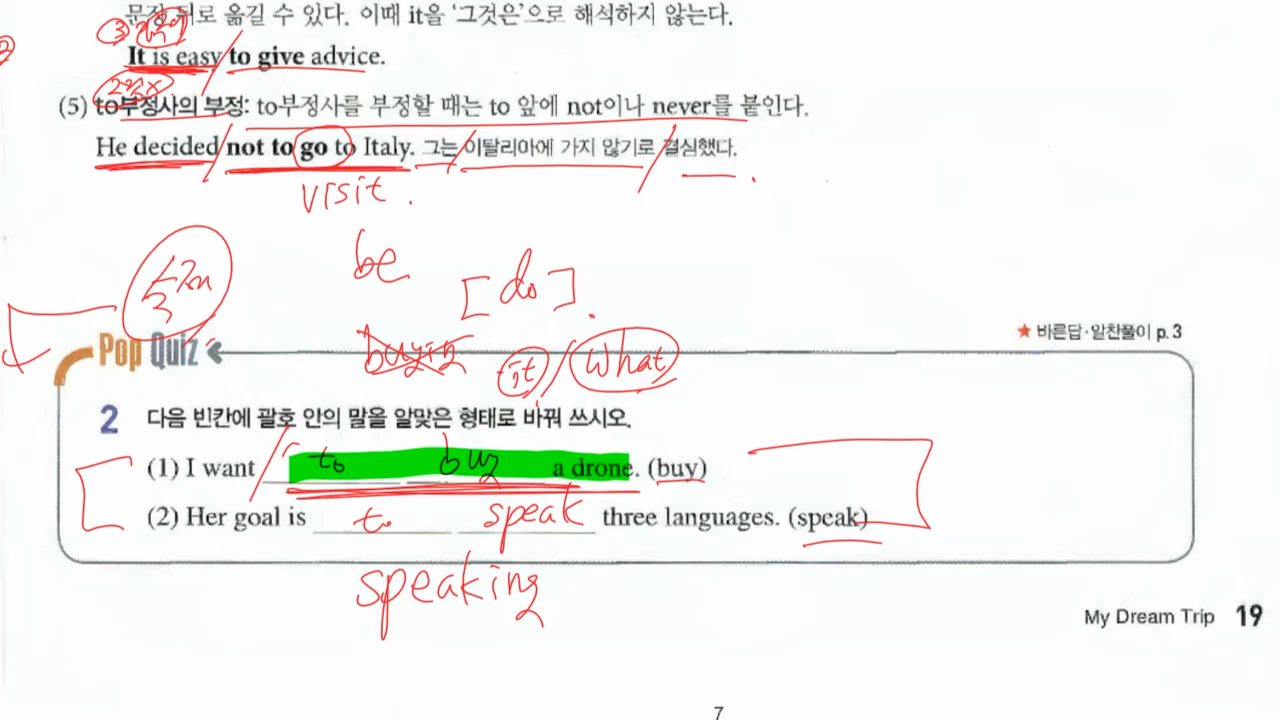 문장 뒤로 옮길 수 있다. 이때 it을 '그것은'으로 해석하지 않는다.
③
It is easy / to give advice.
(5) to부정사의 부정: to부정사를 부정할 때는 to 앞에 not이나 never를 붙인다.
He decided / not to go to Italy. 그는 / 이탈리아에 가지 않기로 / 결심했다.
visit.
be
[do].
Pop Quiz
buying it / what
★ 바른답·알찬풀이 p.3
2 다음 빈칸에 괄호 안의 말을 알맞은 형태로 바꿔 쓰시오.
(1) I want / to buy a drone. (buy)
(2) Her goal is to speak three languages. (speak)
speaking
My Dream Trip 19
7